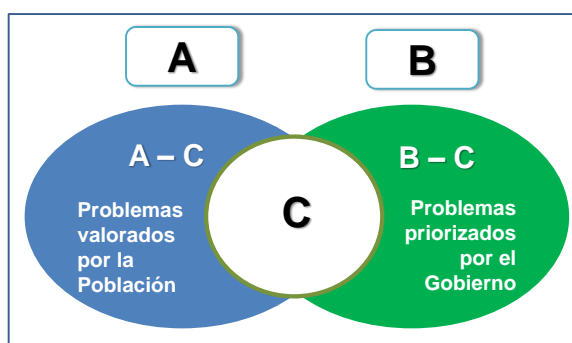 A
B
A – C
B – C
C
Problemas
valorados
por la
Población
Problemas
priorizados
por el
Gobierno